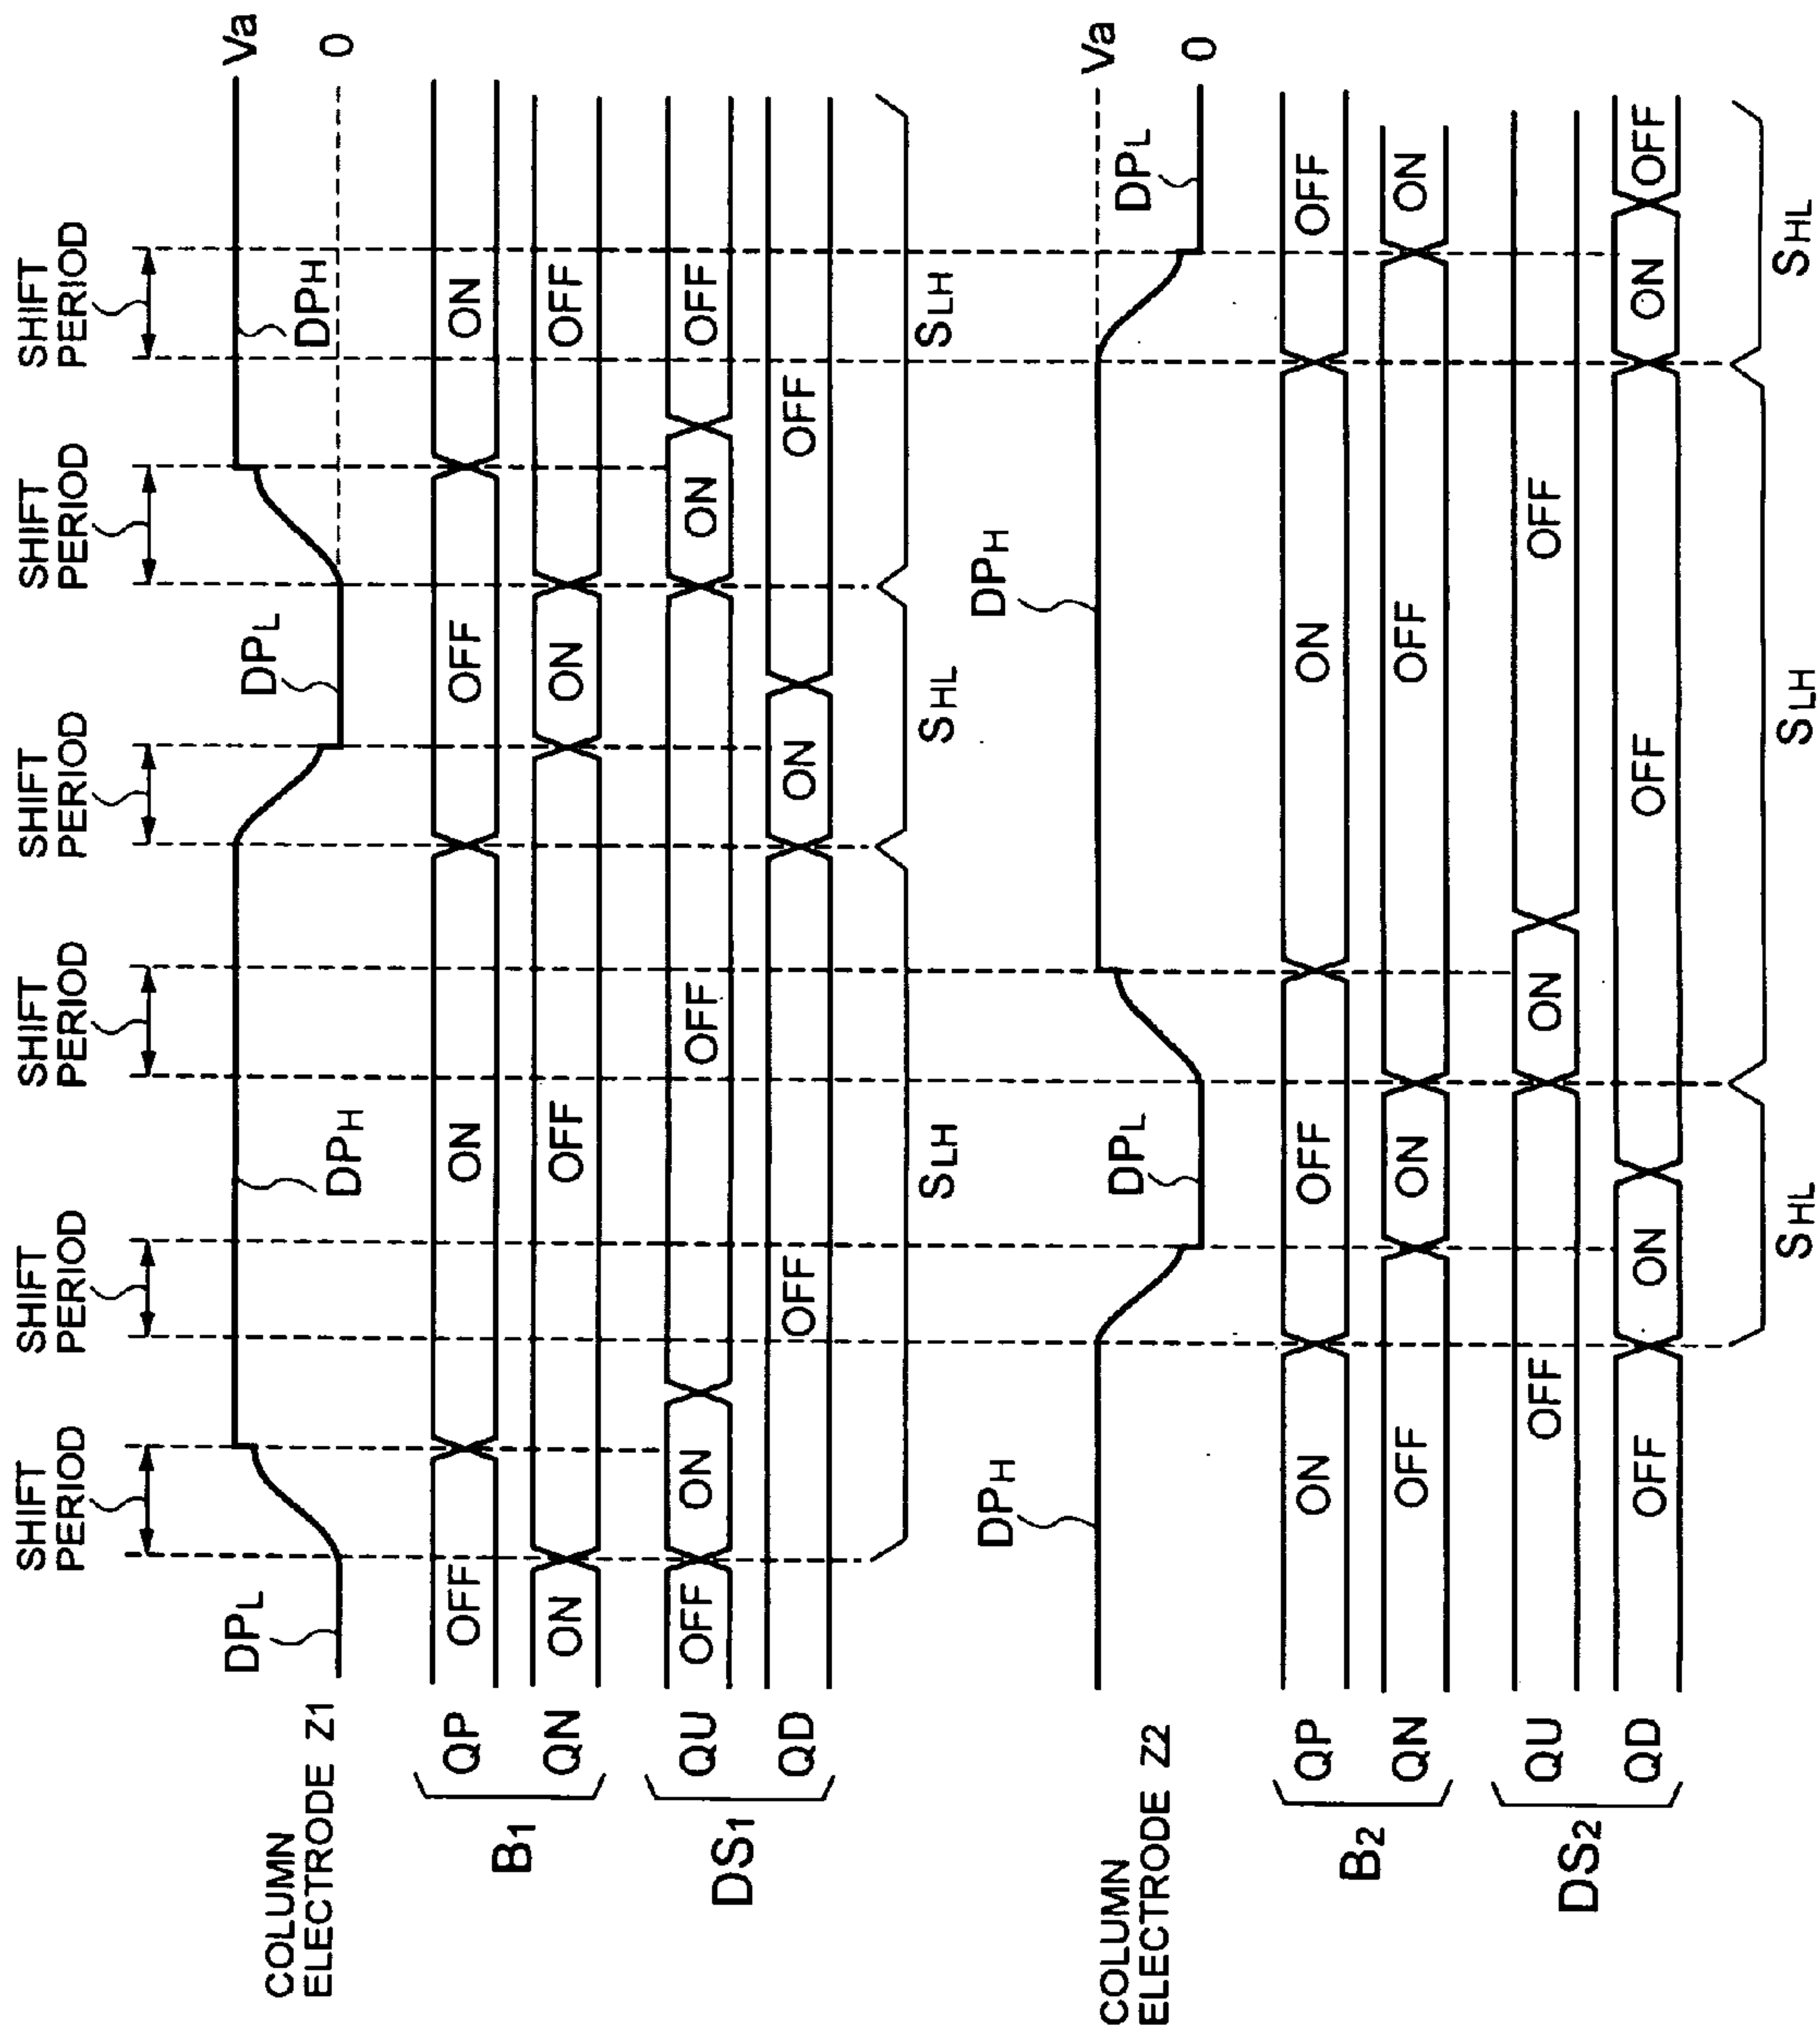 SHIFT
PERIOD
SHIFT
PERIOD
SHIFT
PERIOD
SHIFT
PERIOD
SHIFT
PERIOD
SHIFT
PERIOD
COLUMN
ELECTRODE Z1
DPL
DPH
DPL
DPH
Va
0
B1
QP
OFF
ON
OFF
ON
QN
ON
OFF
ON
OFF
DS1
QU
OFF
ON
OFF
ON
OFF
QD
OFF
ON
OFF
SLH
SHL
SLH
COLUMN
ELECTRODE Z2
DPH
DPL
DPH
DPL
Va
0
B2
QP
ON
OFF
ON
OFF
QN
OFF
ON
OFF
ON
DS2
QU
OFF
ON
OFF
QD
OFF
ON
OFF
ON
OFF
SHL
SLH
SHL